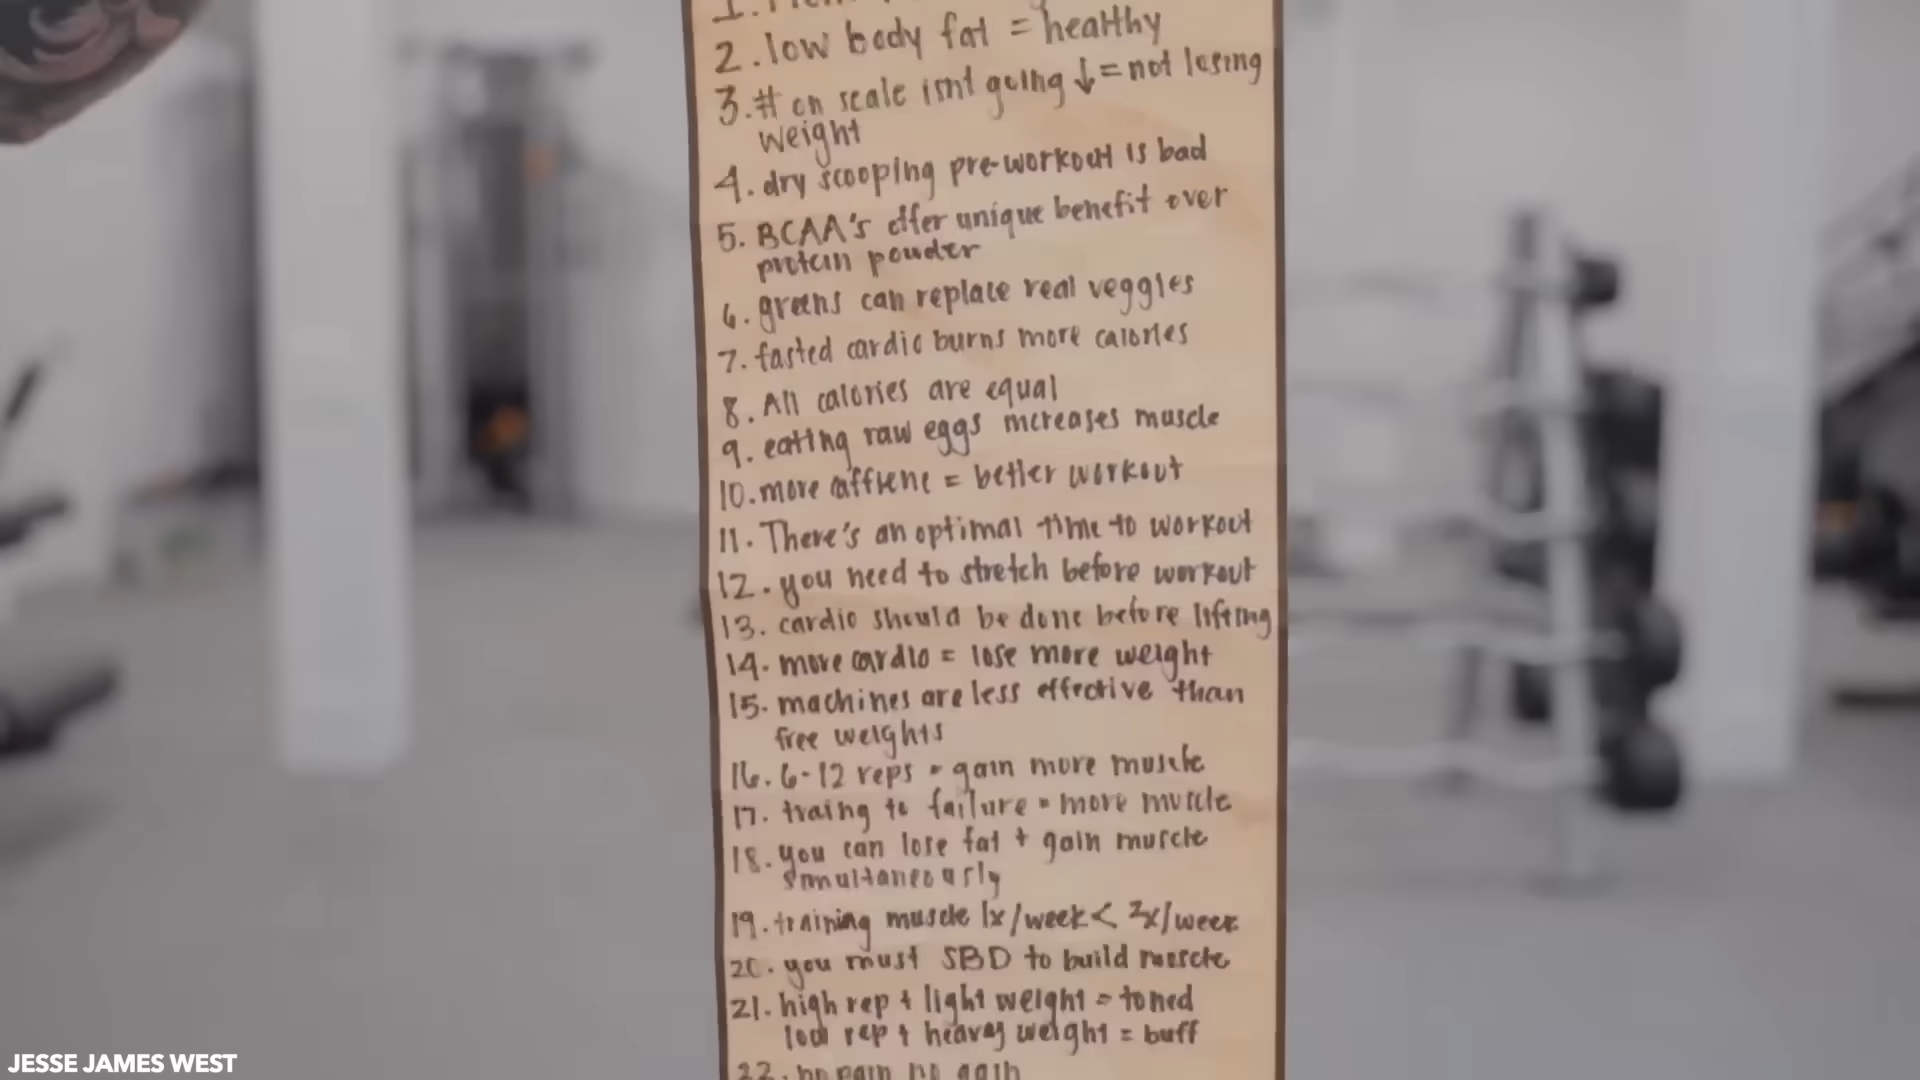 1.
2. low body fat = healthy
3. # on scale isnt going ↓ = not losing
weight
4. dry scooping pre-workout is bad
5. BCAA's offer unique benefit over
protein powder
6. greens can replace real veggies
7. fasted cardio burns more calories
8. All calories are equal
9. eating raw eggs increases muscle
10. more caffiene = better workout
11. There's an optimal time to workout
12. you need to stretch before workout
13. cardio should be done before lifting
14. more cardio = lose more weight
15. machines are less effective than
free weights
16. 6-12 reps = gain more muscle
17. traing to failure = more muscle
18. you can lose fat + gain muscle
simultaneously
19. training muscle 1x/week < 2x/week
20. you must SBD to build muscle
21. high rep + light weight = toned
low rep + heavy weight = buff
22. no pain no gain
JESSE JAMES WEST